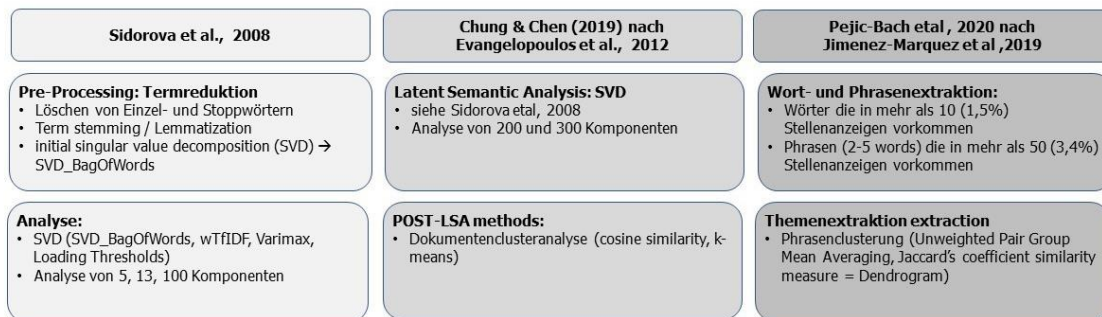 Sidorova et al., 2008
Pre-Processing: Termreduktion
• Löschen von Einzel- und Stoppwörtern
• Term stemming / Lemmatization
• initial singular value decomposition (SVD) →
SVD_BagOfWords
Analyse:
• SVD (SVD_BagOfWords, wTfIDF, Varimax,
Loading Thresholds)
• Analyse von 5, 13, 100 Komponenten
Chung & Chen (2019) nach
Evangelopoulos et al., 2012
Latent Semantic Analysis: SVD
• siehe Sidorova etal, 2008
• Analyse von 200 und 300 Komponenten
POST-LSA methods:
• Dokumentenclusteranalyse (cosine similarity, k-
means)
Pejic-Bach etal , 2020 nach
Jimenez-Marquez et al ,2019
Wort- und Phrasenextraktion:
• Wörter die in mehr als 10 (1,5%)
Stellenanzeigen vorkommen
• Phrasen (2-5 words) die in mehr als 50 (3,4%)
Stellenanzeigen vorkommen
Themenextraktion extraction
• Phrasenclusterung (Unweighted Pair Group
Mean Averaging, Jaccard's coefficient similarity
measure = Dendrogram)